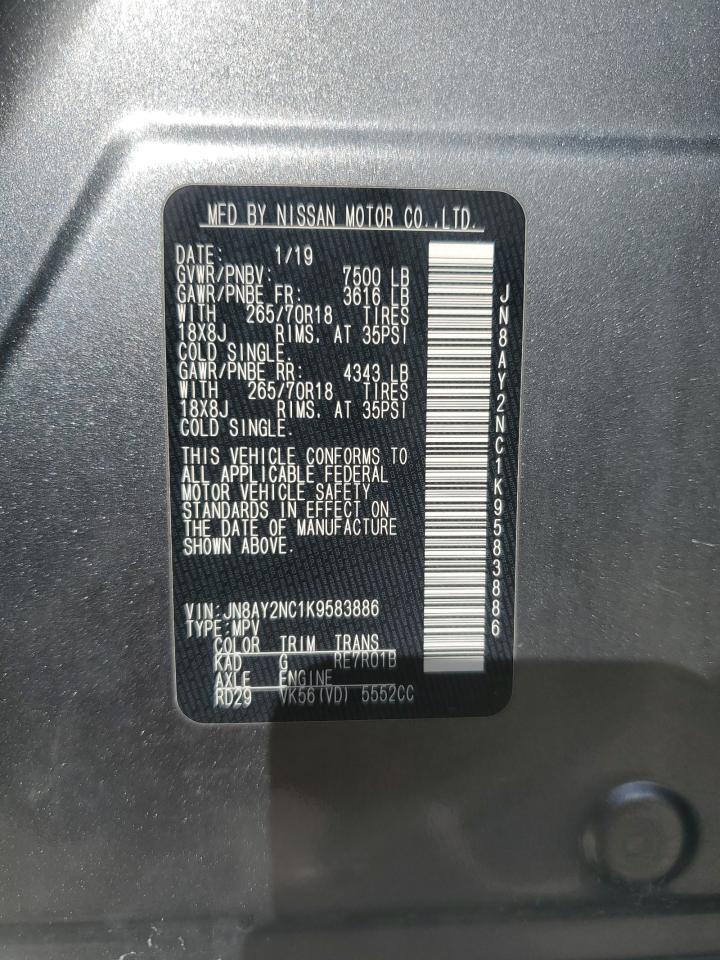 MFD BY NISSAN MOTOR CO.,LTD.
DATE: 1/19
GVWR/PNBV: 7500 LB
GAWR/PNBE FR: 3616 LB
WITH 265/70R18 TIRES
18X8J RIMS. AT 35PSI
COLD SINGLE.
GAWR/PNBE RR: 4343 LB
WITH 265/70R18 TIRES
18X8J RIMS. AT 35PSI
COLD SINGLE.
THIS VEHICLE CONFORMS TO
ALL APPLICABLE FEDERAL
MOTOR VEHICLE SAFETY
STANDARDS IN EFFECT ON
THE DATE OF MANUFACTURE
SHOWN ABOVE.
VIN:JN8AY2NC1K9583886
TYPE:MPV
COLOR TRIM TRANS
KAD G RE7R01B
AXLE ENGINE
RD29 VK56(VD) 5552CC
JN8AY2NC1K9583886